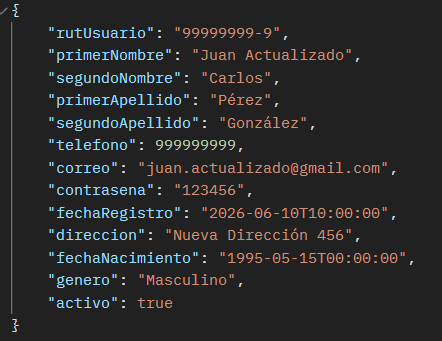 {
"rutUsuario": "99999999-9",
"primerNombre": "Juan Actualizado",
"segundoNombre": "Carlos",
"primerApellido": "Pérez",
"segundoApellido": "González",
"telefono": 999999999,
"correo": "juan.actualizado@gmail.com",
"contrasena": "123456",
"fechaRegistro": "2026-06-10T10:00:00",
"direccion": "Nueva Dirección 456",
"fechaNacimiento": "1995-05-15T00:00:00",
"genero": "Masculino",
"activo": true
}